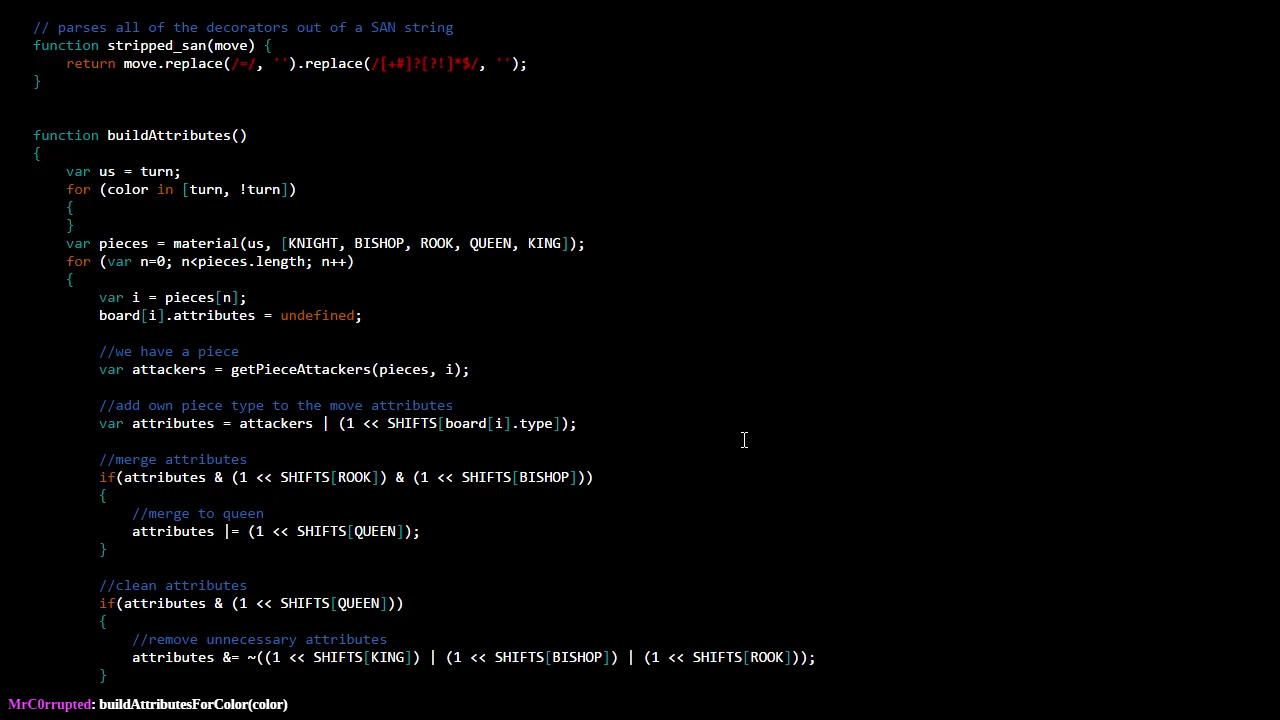 // parses all of the decorators out of a SAN string
function stripped_san(move) {
    return move.replace(/=/, '').replace(/[+#]?[?!]*$/, '');
}
function buildAttributes()
{
    var us = turn;
    for (color in [turn, !turn])
    {
    }
    var pieces = material(us, [KNIGHT, BISHOP, ROOK, QUEEN, KING]);
    for (var n=0; n<pieces.length; n++)
    {
        var i = pieces[n];
        board[i].attributes = undefined;
        //we have a piece
        var attackers = getPieceAttackers(pieces, i);
        //add own piece type to the move attributes
        var attributes = attackers | (1 << SHIFTS[board[i].type]);
        //merge attributes
        if(attributes & (1 << SHIFTS[ROOK]) & (1 << SHIFTS[BISHOP]))
        {
            //merge to queen
            attributes |= (1 << SHIFTS[QUEEN]);
        }
        //clean attributes
        if(attributes & (1 << SHIFTS[QUEEN]))
        {
            //remove unnecessary attributes
            attributes &= ~((1 << SHIFTS[KING]) | (1 << SHIFTS[BISHOP]) | (1 << SHIFTS[ROOK]));
        }
MrC0rrupted: buildAttributesForColor(color)